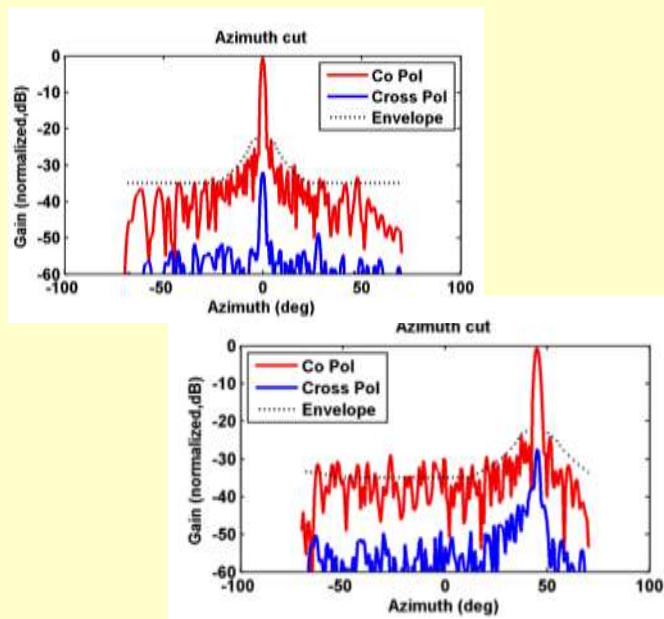 Azimuth cut
0
-10
-20
-30
-40
-50
-60
Gain (normalized,dB)
Co Pol
Cross Pol
Envelope
-100 -50 0 50 100
Azimuth (deg)
Azimuth cut
0
-10
-20
-30
-40
-50
-60
Gain (normalized,dB)
Co Pol
Cross Pol
Envelope
-50 0 50 100
Azimuth (deg)